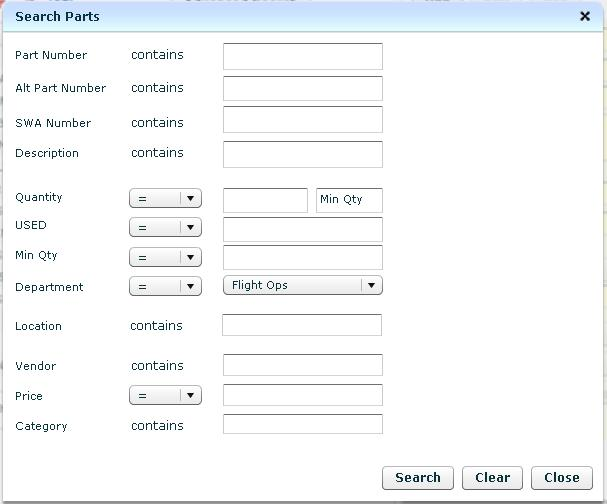 Search Parts
Part Number contains
Alt Part Number contains
SWA Number contains
Description contains
Quantity = Min Qty
USED =
Min Qty =
Department = Flight Ops
Location contains
Vendor contains
Price =
Category contains
Search Clear Close